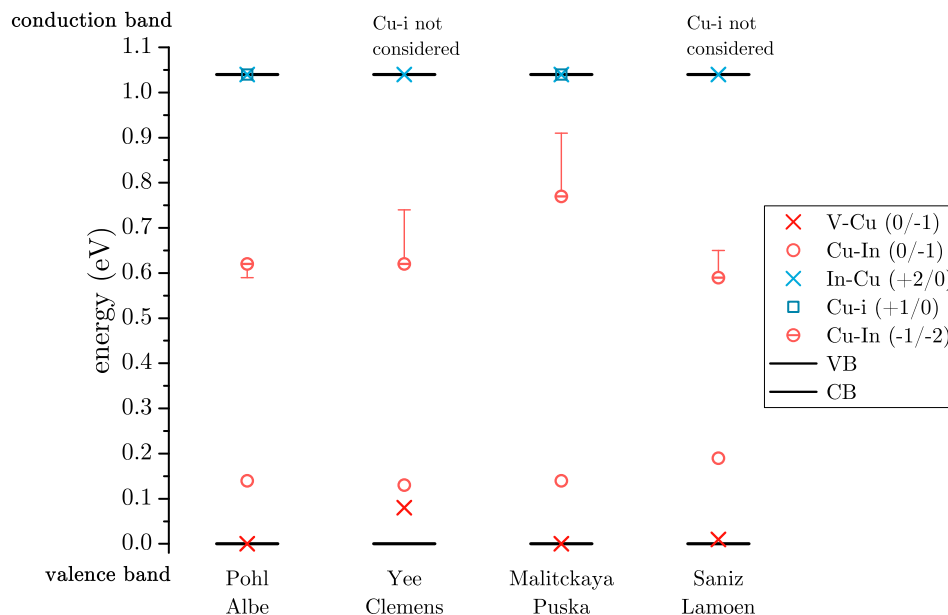 conduction band
Cu-i not
considered
Cu-i not
considered
1.1
1.0
0.9
0.8
0.7
0.6
0.5
0.4
0.3
0.2
0.1
0.0
energy (eV)
V-Cu (0/-1)
Cu-In (0/-1)
In-Cu (+2/0)
Cu-i (+1/0)
Cu-In (-1/-2)
VB
CB
valence band
Pohl
Albe
Yee
Clemens
Malitckaya
Puska
Saniz
Lamoen